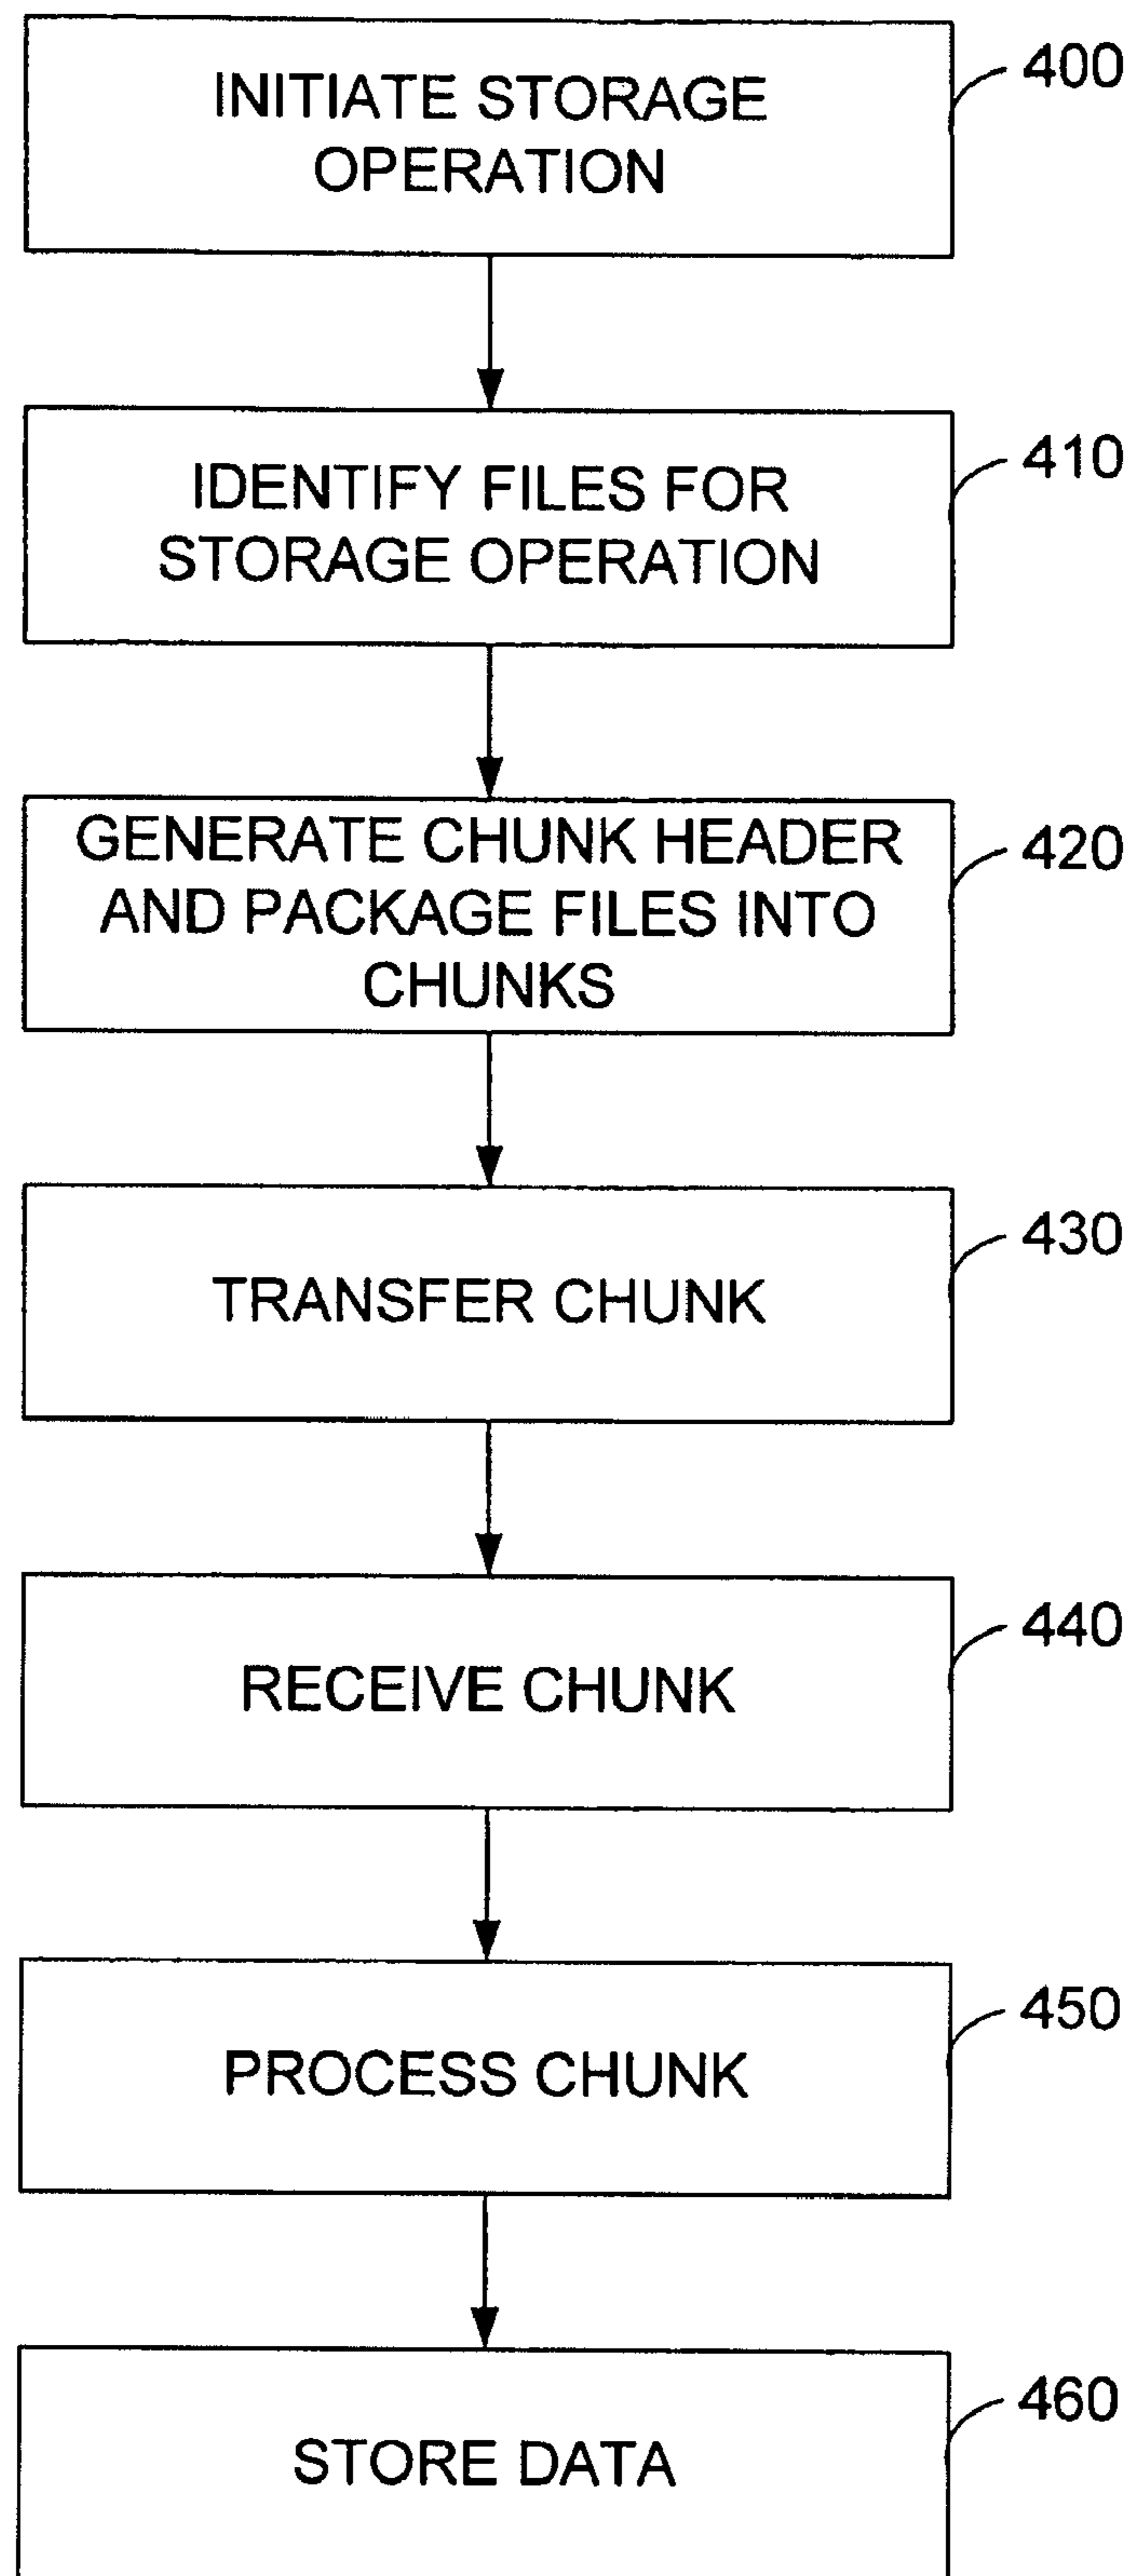 INITIATE STORAGE
OPERATION
400
IDENTIFY FILES FOR
STORAGE OPERATION
410
GENERATE CHUNK HEADER
AND PACKAGE FILES INTO
CHUNKS
420
TRANSFER CHUNK
430
RECEIVE CHUNK
440
PROCESS CHUNK
450
STORE DATA
460